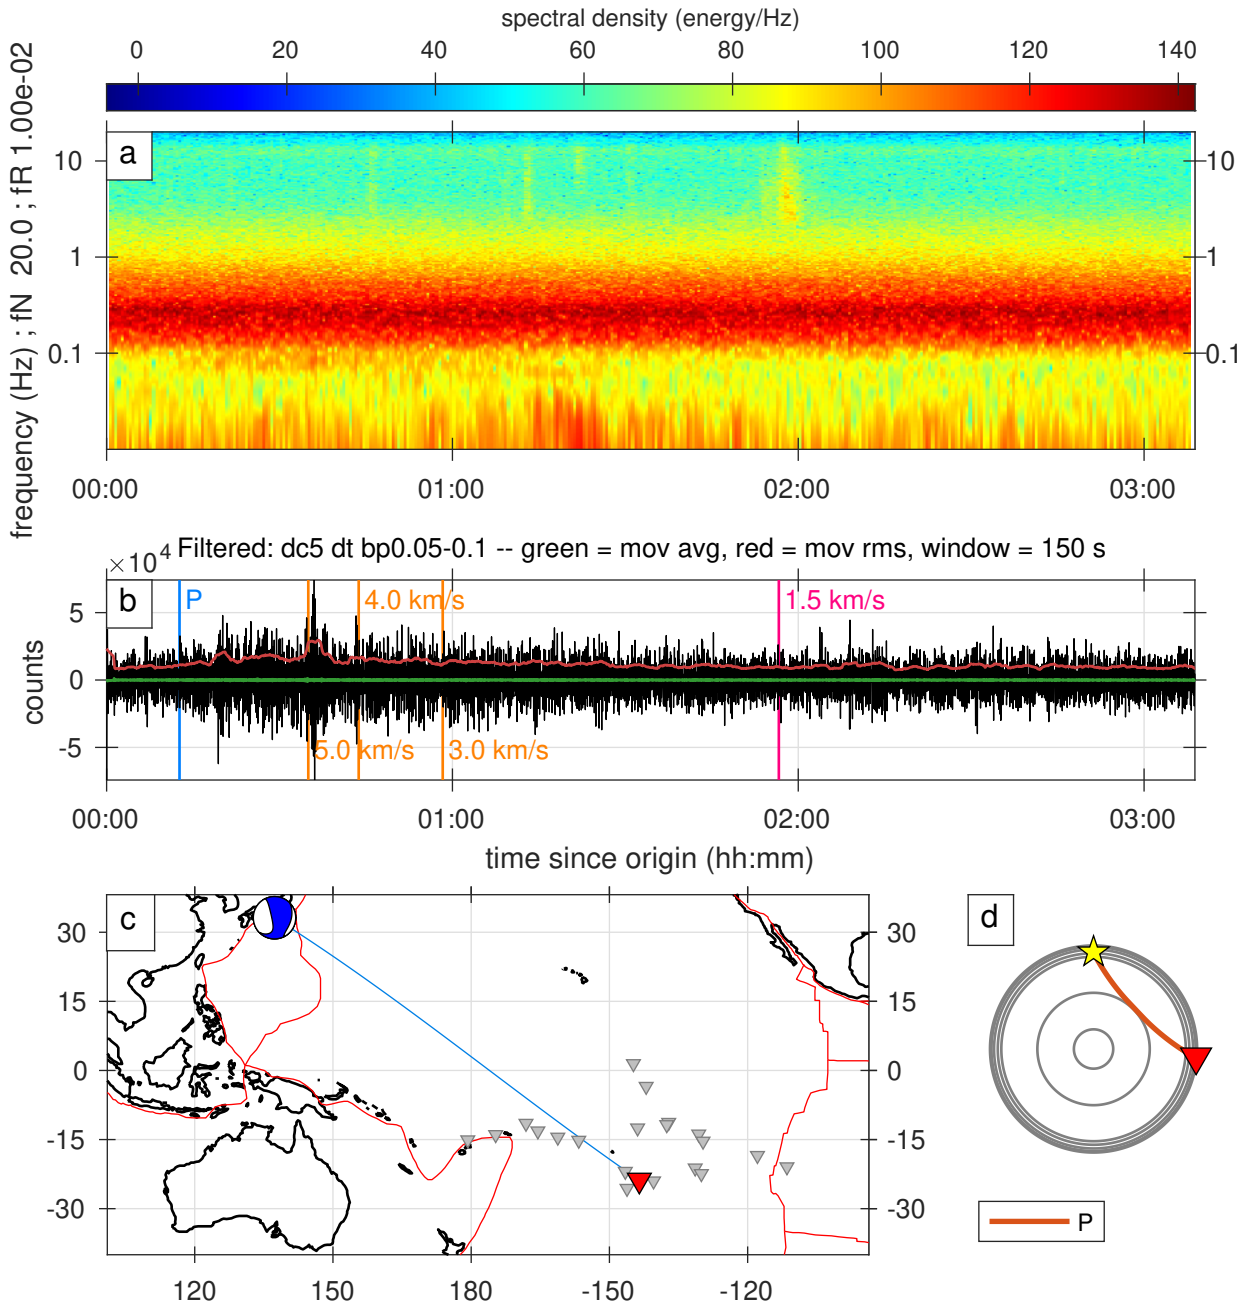 spectral density (energy/Hz)
0 20 40 60 80 100 120 140
frequency (Hz) ; fN 20.0 ; fR 1.00e-02
a
10 10
1 1
0.1 0.1
00:00 01:00 02:00 03:00
×10^4 Filtered: dc5 dt bp0.05-0.1 -- green = mov avg, red = mov rms, window = 150 s
b
P 4.0 km/s 1.5 km/s
5.0 km/s 3.0 km/s
counts
5
0
-5
00:00 01:00 02:00 03:00
time since origin (hh:mm)
c
30 30
15 15
0 0
-15 -15
-30 -30
120 150 180 -150 -120
d
P